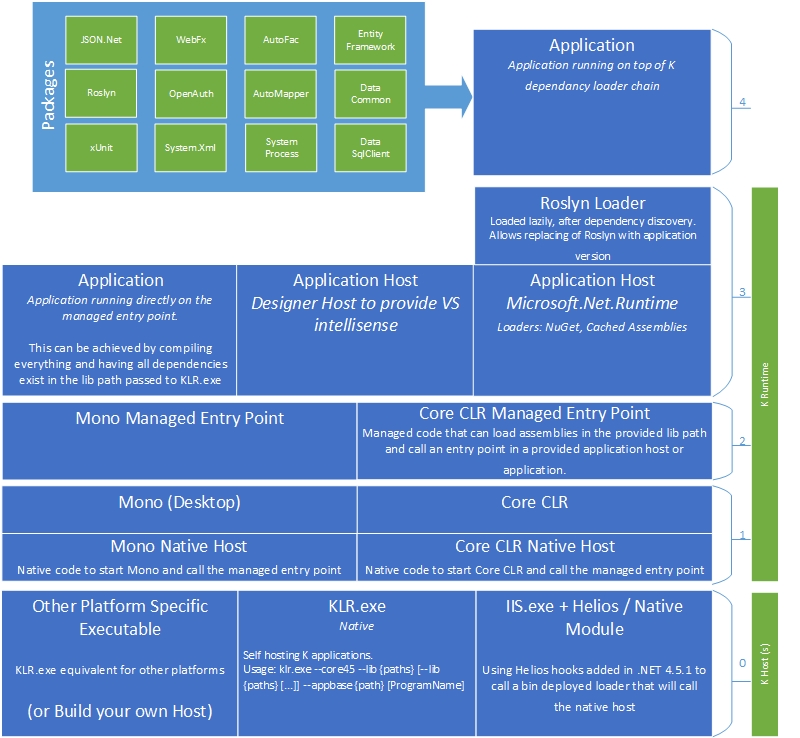 Packages
JSON.Net
WebFx
AutoFac
Entity
Framework
Roslyn
OpenAuth
AutoMapper
Data
Common
xUnit
System.Xml
System
Process
Data
SqlClient
Application
Application running on top of K
dependancy loader chain
4
Roslyn Loader
Loaded lazily, after dependency discovery.
Allows replacing of Roslyn with application
version
Application
Application running directly on the
managed entry point.
This can be achieved by compiling
everything and having all dependencies
exist in the lib path passed to KLR.exe
Application Host
Designer Host to provide VS
intellisense
Application Host
Microsoft.Net.Runtime
Loaders: NuGet, Cached Assemblies
3
K Runtime
Mono Managed Entry Point
Core CLR Managed Entry Point
Managed code that can load assemblies in the provided lib path
and call an entry point in a provided application host or
application.
2
Mono (Desktop)
Core CLR
Mono Native Host
Native code to start Mono and call the managed entry point
Core CLR Native Host
Native code to start Core CLR and call the managed entry point
1
Other Platform Specific
Executable
KLR.exe equivalent for other platforms
(or Build your own Host)
KLR.exe
Native
Self hosting K applications.
Usage: klr.exe --core45 --lib {paths} [--lib
{paths} [...]] --appbase {path} [ProgramName]
IIS.exe + Helios / Native
Module
Using Helios hooks added in .NET 4.5.1 to
call a bin deployed loader that will call
the native host
0
K Host (s)